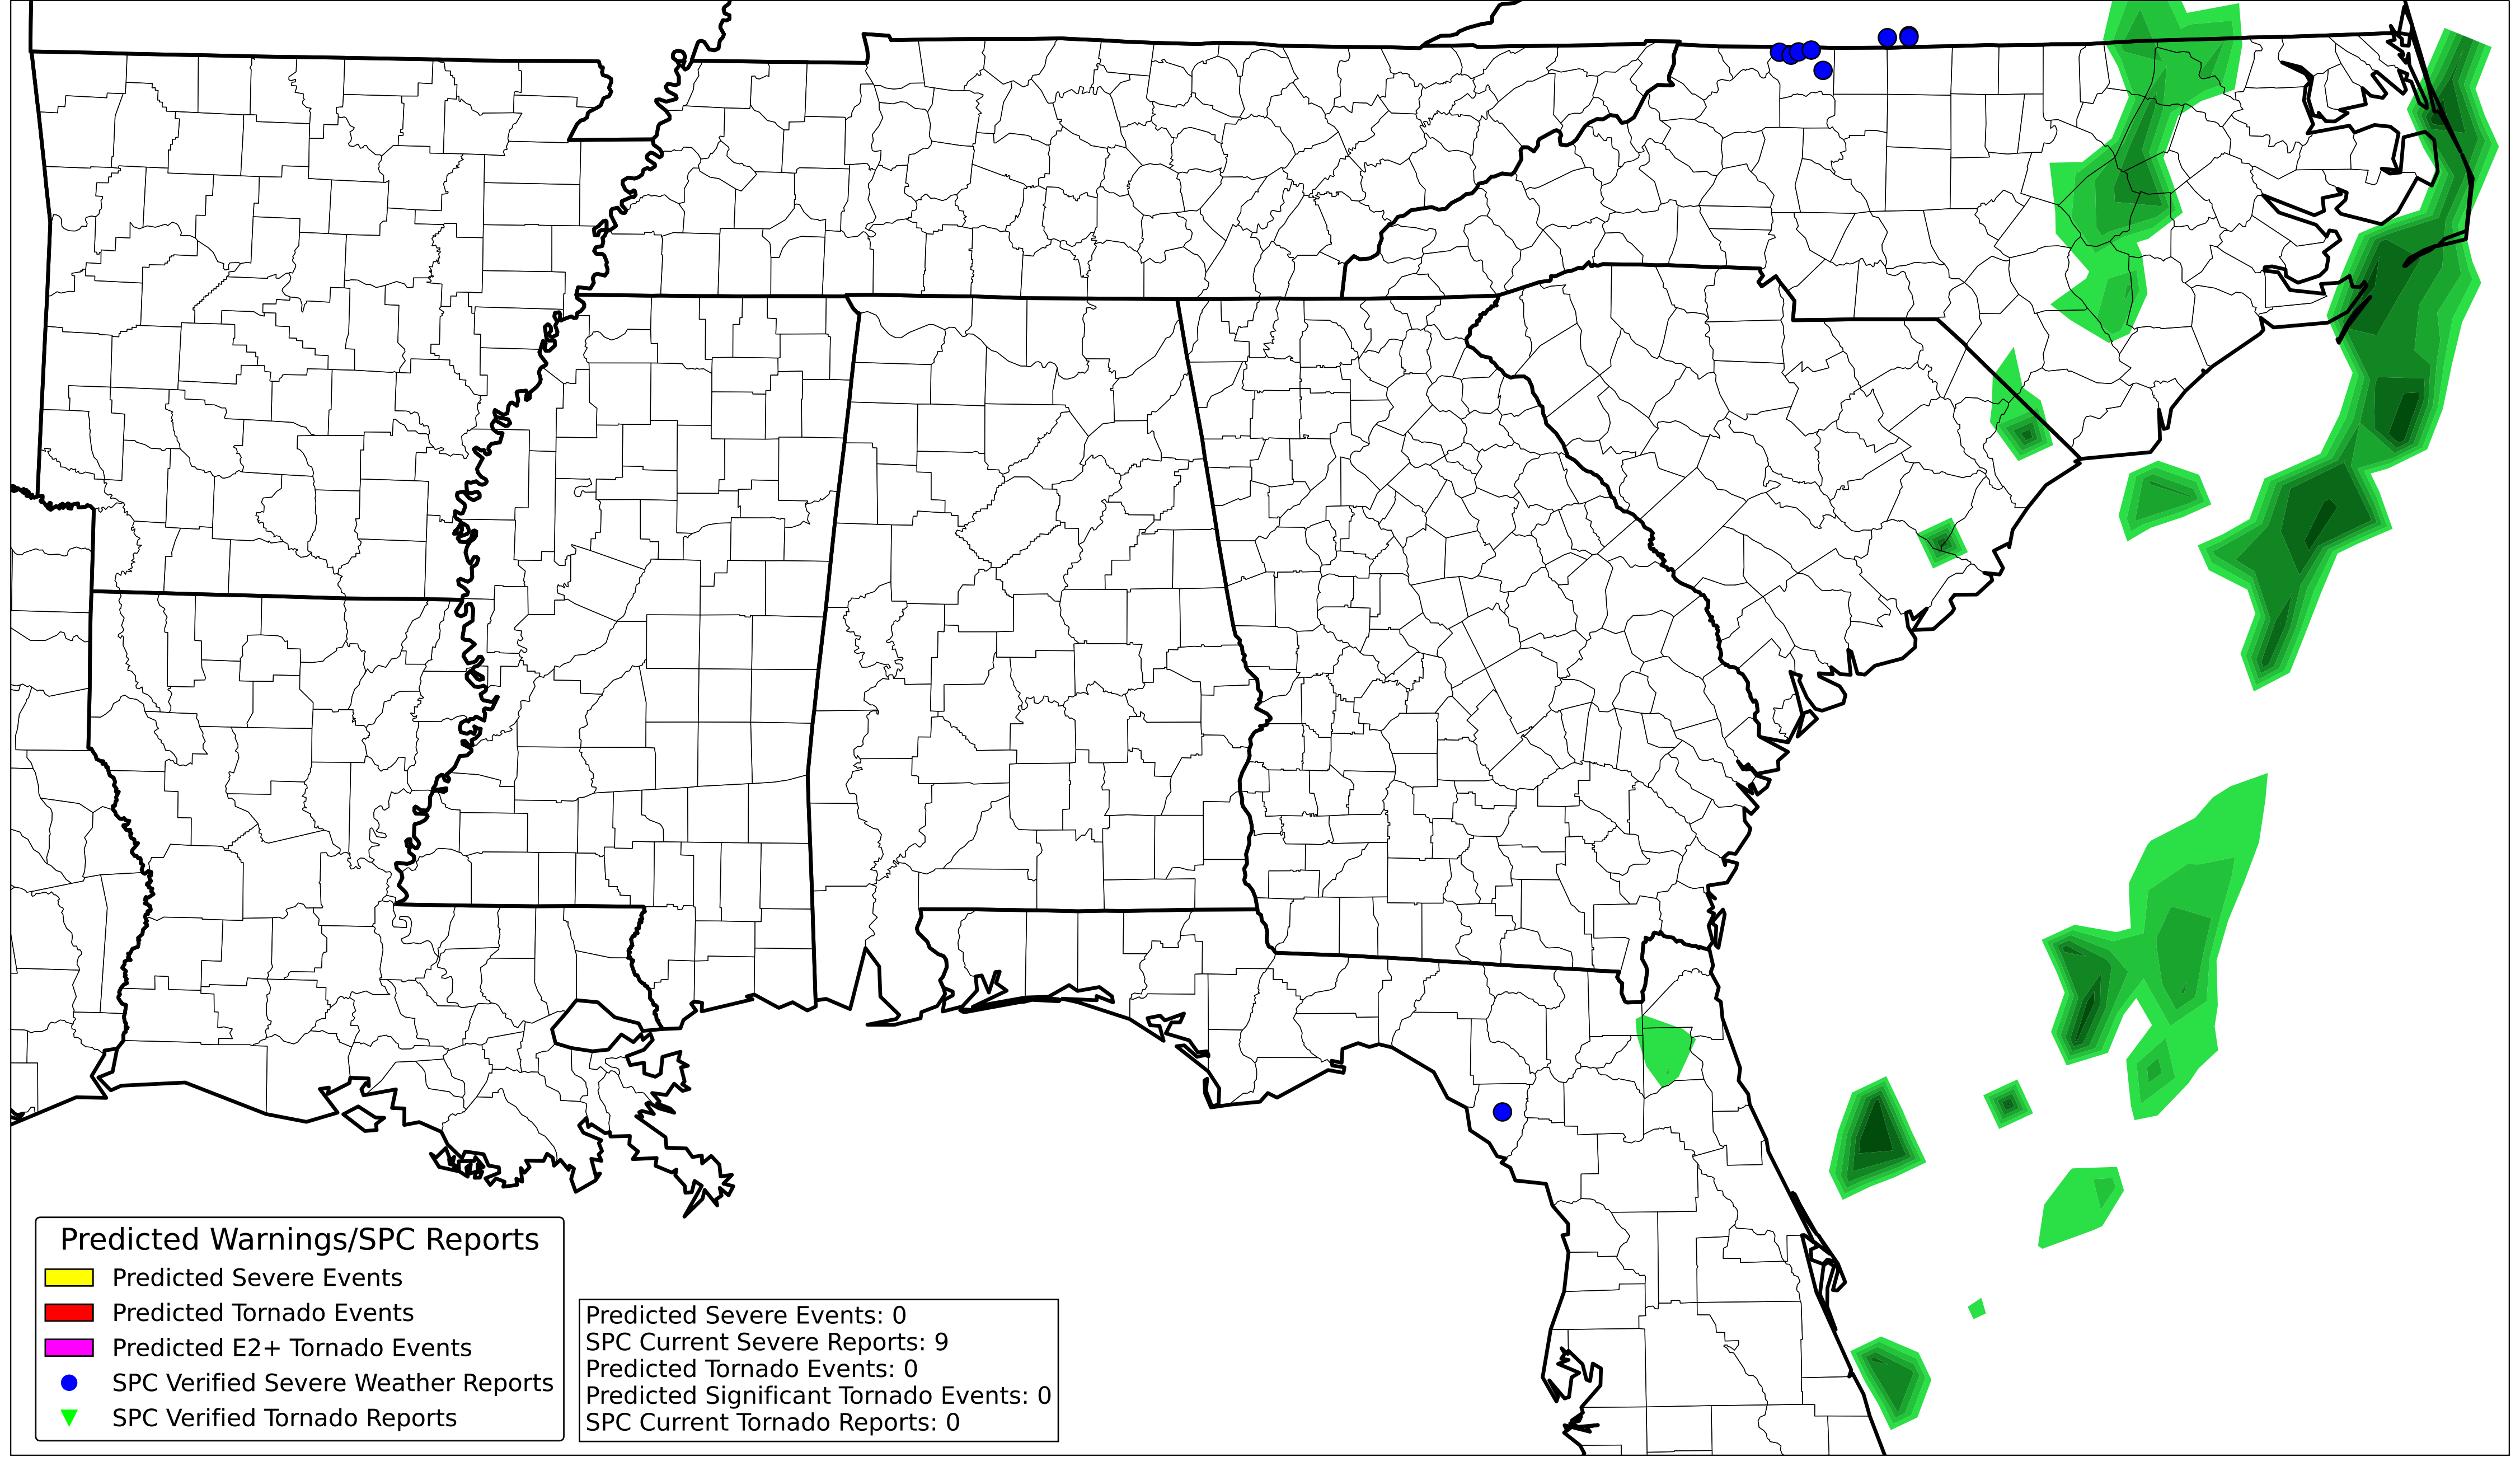 Predicted Warnings/SPC Reports
Predicted Severe Events
Predicted Tornado Events
Predicted E2+ Tornado Events
SPC Verified Severe Weather Reports
SPC Verified Tornado Reports
Predicted Severe Events: 0
SPC Current Severe Reports: 9
Predicted Tornado Events: 0
Predicted Significant Tornado Events: 0
SPC Current Tornado Reports: 0